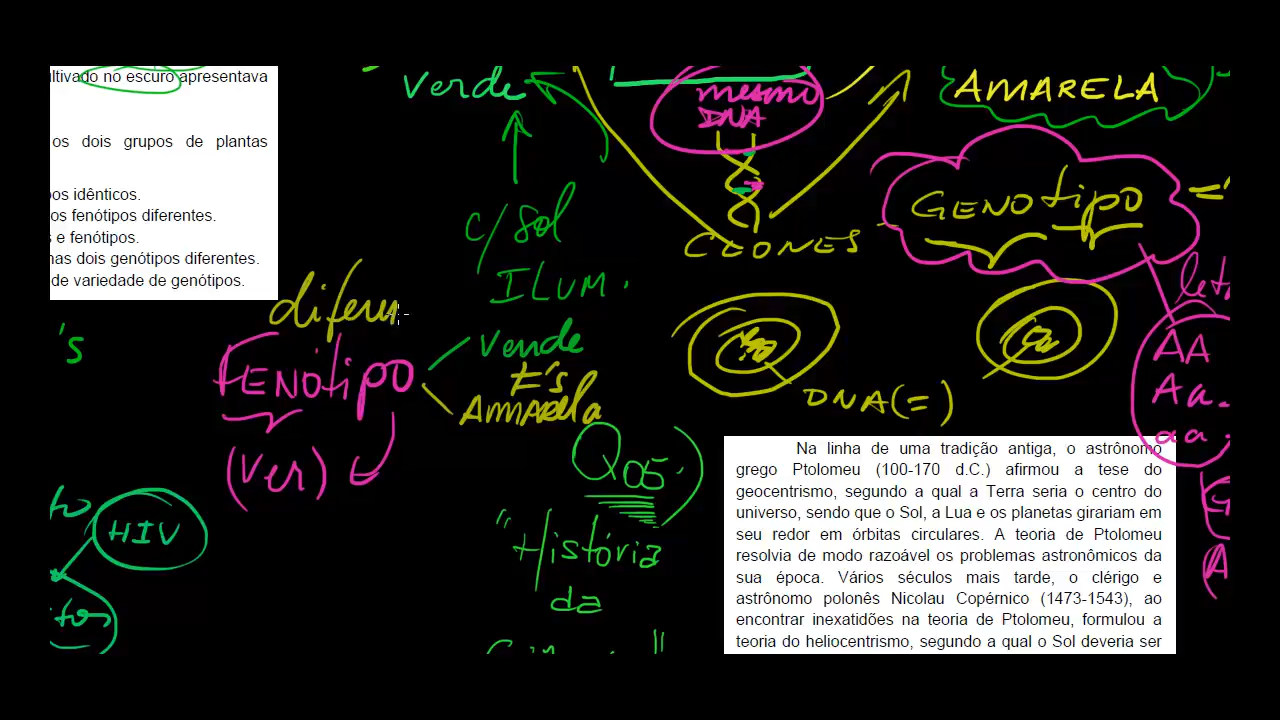 ultivado no escuro apresentava
os dois grupos de plantas
pos idênticos.
os fenótipos diferentes.
s e fenótipos.
nas dois genótipos diferentes.
de variedade de genótipos.
Verde
mesmo
DNA
AMARELA
GENOtipo
CLONES
c/ Sol
ILUM.
let
AA
Aa.
aa.
A
's
diferen
FENOtipo
Verde
E's
AMARela
(Ver)
DNA(=)
to
HIV
itos
Q05.
"História
da
Na linha de uma tradição antiga, o astrônomo
grego Ptolomeu (100-170 d.C.) afirmou a tese do
geocentrismo, segundo a qual a Terra seria o centro do
universo, sendo que o Sol, a Lua e os planetas girariam em
seu redor em órbitas circulares. A teoria de Ptolomeu
resolvia de modo razoável os problemas astronômicos da
sua época. Vários séculos mais tarde, o clérigo e
astrônomo polonês Nicolau Copérnico (1473-1543), ao
encontrar inexatidões na teoria de Ptolomeu, formulou a
teoria do heliocentrismo, segundo a qual o Sol deveria ser